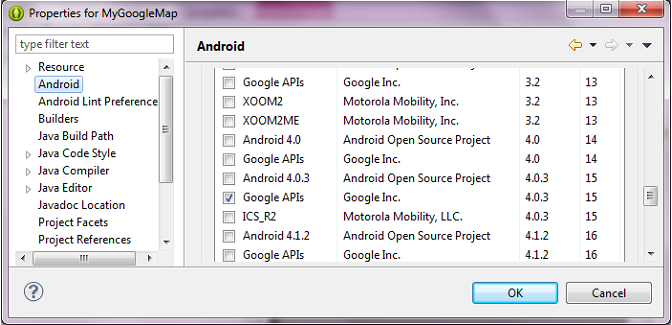 Properties for MyGoogleMap
type filter text
Resource
Android
Android Lint Preference
Builders
Java Build Path
Java Code Style
Java Compiler
Java Editor
Javadoc Location
Project Facets
Project References
Android
Google APIs Google Inc. 3.2 13
XOOM2 Motorola Mobility, Inc. 3.2 13
XOOM2ME Motorola Mobility, Inc. 3.2 13
Android 4.0 Android Open Source Project 4.0 14
Google APIs Google Inc. 4.0 14
Android 4.0.3 Android Open Source Project 4.0.3 15
Google APIs Google Inc. 4.0.3 15
ICS_R2 Motorola Mobility, LLC. 4.0.3 15
Android 4.1.2 Android Open Source Project 4.1.2 16
Google APIs Google Inc. 4.1.2 16
?
OK
Cancel